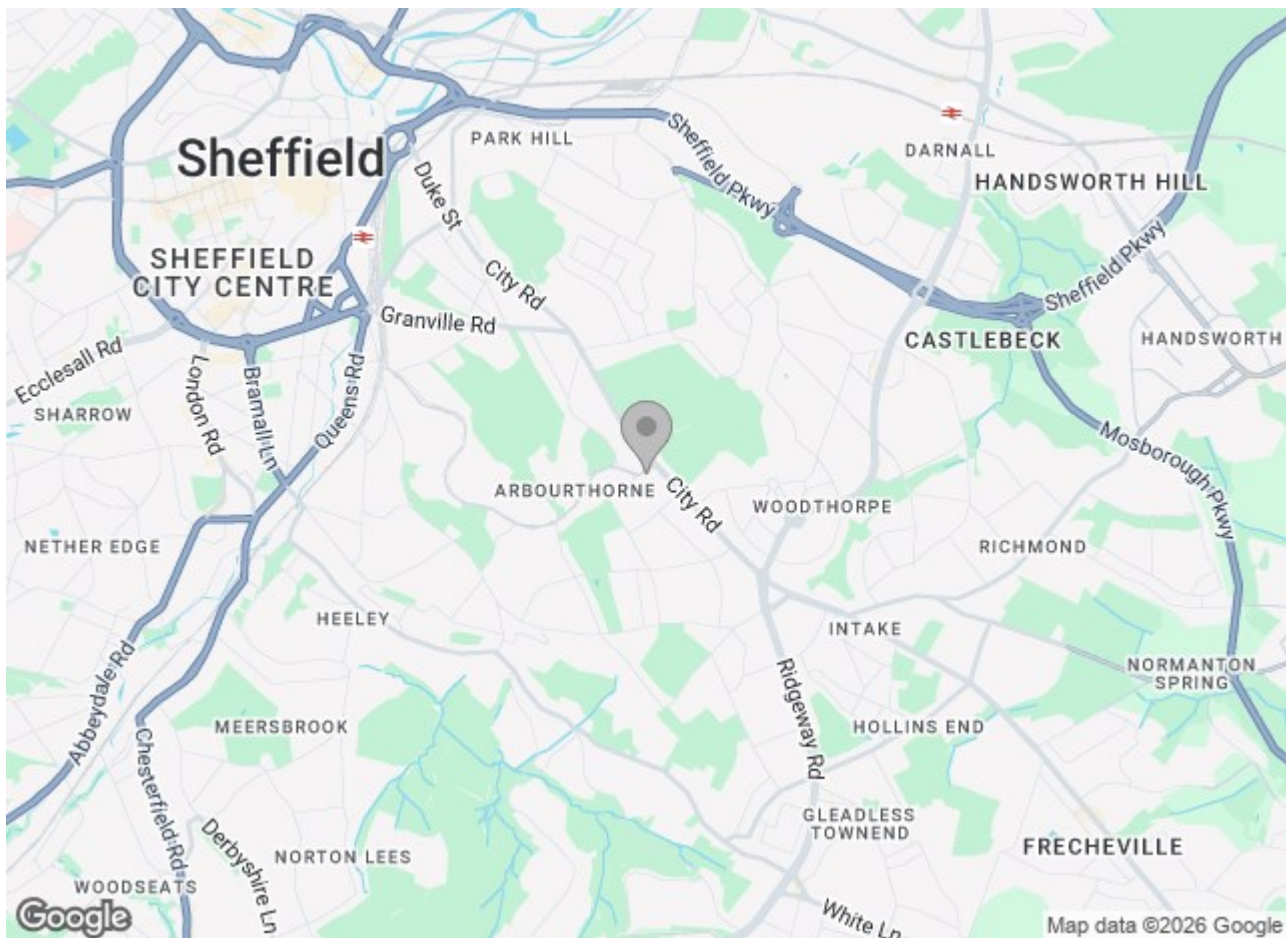 PARK HILL
Sheffield Pkwy
DARNALL
Sheffield
HANDSWORTH HILL
Duke St
Sheffield Pkwy
SHEFFIELD
CITY CENTRE
City Rd
Granville Rd
CASTLEBECK
HANDSWORTH
Ecclesall Rd
SHARROW
London Rd
Bramall Ln
Queens Rd
Mosborough Pkwy
ARBOURTHORNE
City Rd
WOODTHORPE
NETHER EDGE
RICHMOND
HEELEY
INTAKE
Abbeydale Rd
Ridgeway Rd
NORMANTON
SPRING
MEERSBROOK
HOLLINS END
Chesterfield Rd
Derbyshire Ln
GLEADLESS
TOWNEND
NORTON LEES
FRECHEVILLE
WOODSEATS
White Ln
Google
Map data ©2026 Google